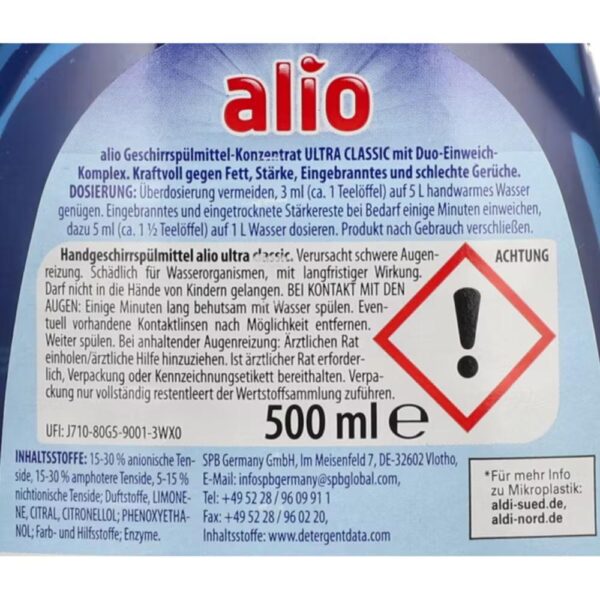 alio
alio Geschirrspülmittel-Konzentrat ULTRA CLASSIC mit Duo-Einweich-
Komplex. Kraftvoll gegen Fett, Stärke, Eingebranntes und schlechte Gerüche.
DOSIERUNG: Überdosierung vermeiden, 3 ml (ca. 1 Teelöffel) auf 5 L handwarmes Wasser
genügen. Eingebranntes und eingetrocknete Stärkereste bei Bedarf einige Minuten einweichen,
dazu 5 ml (ca. 1 ½ Teelöffel) auf 1 L Wasser dosieren. Produkt nach Gebrauch verschließen.
Handgeschirrspülmittel alio ultra classic. Verursacht schwere Augen-
reizung. Schädlich für Wasserorganismen, mit langfristiger Wirkung.
Darf nicht in die Hände von Kindern gelangen. BEI KONTAKT MIT DEN
AUGEN: Einige Minuten lang behutsam mit Wasser spülen. Even-
tuell vorhandene Kontaktlinsen nach Möglichkeit entfernen.
Weiter spülen. Bei anhaltender Augenreizung: Ärztlichen Rat
einholen/ärztliche Hilfe hinzuziehen. Ist ärztlicher Rat erforder-
lich, Verpackung oder Kennzeichnungsetikett bereithalten. Verpa-
ckung nur vollständig restentleert der Wertstoffsammlung zuführen.
ACHTUNG
!
UFI: J710-80G5-9001-3WX0
500 ml ℮
INHALTSSTOFFE: 15-30 % anionische Ten-
side, 15-30 % amphotere Tenside, 5-15 %
nichtionische Tenside; Duftstoffe, LIMONE-
NE, CITRAL, CITRONELLOL; PHENOXYETHA-
NOL; Farb- und Hilfsstoffe; Enzyme.
SPB Germany GmbH, Im Meisenfeld 7, DE-32602 Vlotho,
E-Mail: infospbgermany@spbglobal.com,
Tel: +49 52 28 / 96 09 91 1
Fax: +49 52 28 / 96 02 20,
https://www.detergentdata.com
*Für mehr Info
zu Mikroplastik:
aldi-sued.de,
aldi-nord.de